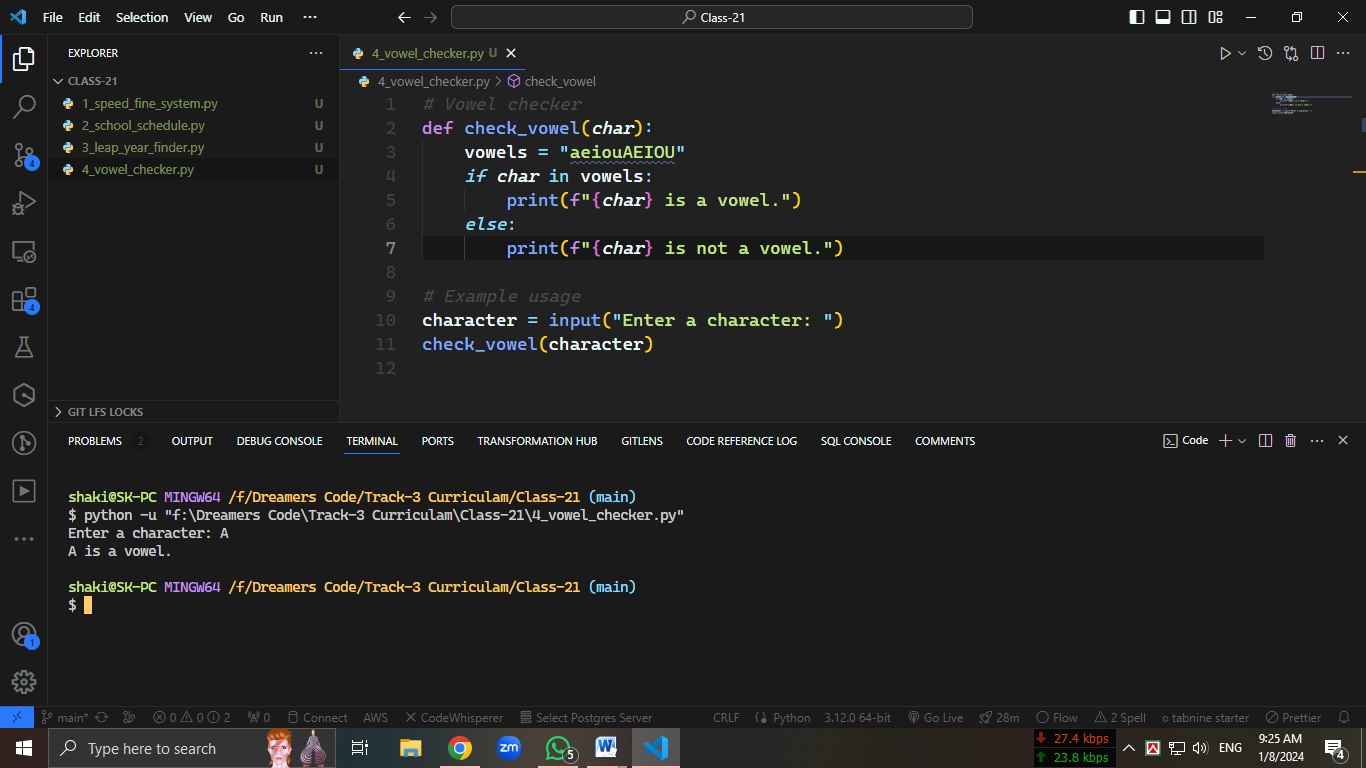 File Edit Selection View Go Run ··· Class-21
EXPLORER ···
CLASS-21
1_speed_fine_system.py U
2_school_schedule.py U
3_leap_year_finder.py U
4_vowel_checker.py U
GIT LFS LOCKS
4
4
1
4_vowel_checker.py U
4_vowel_checker.py > check_vowel
1 # Vowel checker
2 def check_vowel(char):
3 vowels = "aeiouAEIOU"
4 if char in vowels:
5 print(f"{char} is a vowel.")
6 else:
7 print(f"{char} is not a vowel.")
8
9 # Example usage
10 character = input("Enter a character: ")
11 check_vowel(character)
12
PROBLEMS 2 OUTPUT DEBUG CONSOLE TERMINAL PORTS TRANSFORMATION HUB GITLENS CODE REFERENCE LOG SQL CONSOLE COMMENTS Code
shaki@SK-PC MINGW64 /f/Dreamers Code/Track-3 Curriculam/Class-21 (main)
$ python -u "f:\Dreamers Code\Track-3 Curriculam\Class-21\4_vowel_checker.py"
Enter a character: A
A is a vowel.
shaki@SK-PC MINGW64 /f/Dreamers Code/Track-3 Curriculam/Class-21 (main)
$
main* 0 0 2 0 Connect AWS CodeWhisperer Select Postgres Server CRLF Python 3.12.0 64-bit Go Live 28m Flow 2 Spell tabnine starter Prettier
Type here to search zm 5 W 27.4 kbps ENG 9:25 AM
23.8 kbps 1/8/2024 4